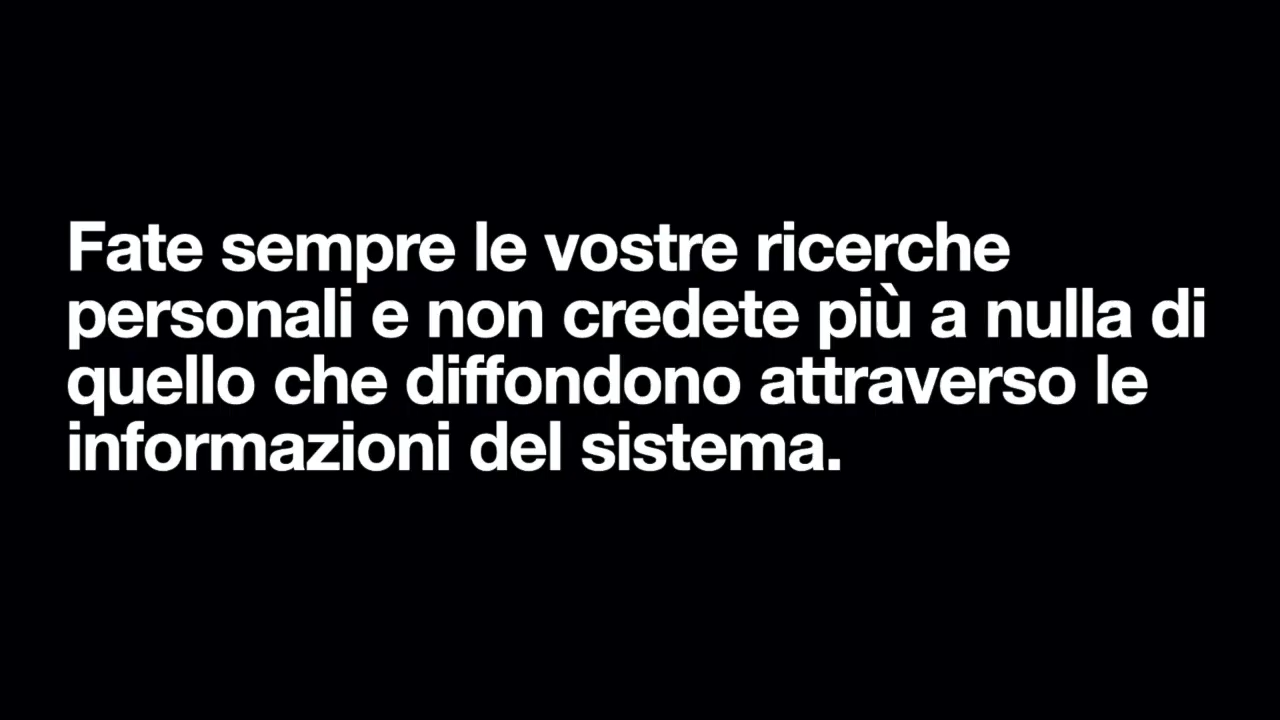 Fate sempre le vostre ricerche
personali e non credete più a nulla di
quello che diffondono attraverso le
informazioni del sistema.